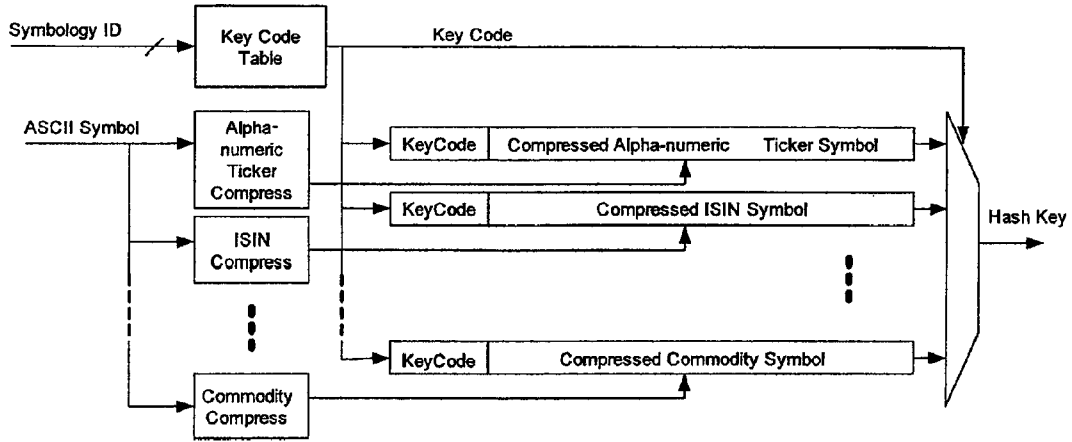 Symbology ID
Key Code
Table
Key Code
ASCII Symbol
Alpha-
numeric
Ticker
Compress
KeyCode
Compressed Alpha-numeric Ticker Symbol
KeyCode
Compressed ISIN Symbol
Hash Key
ISIN
Compress
KeyCode
Compressed Commodity Symbol
Commodity
Compress